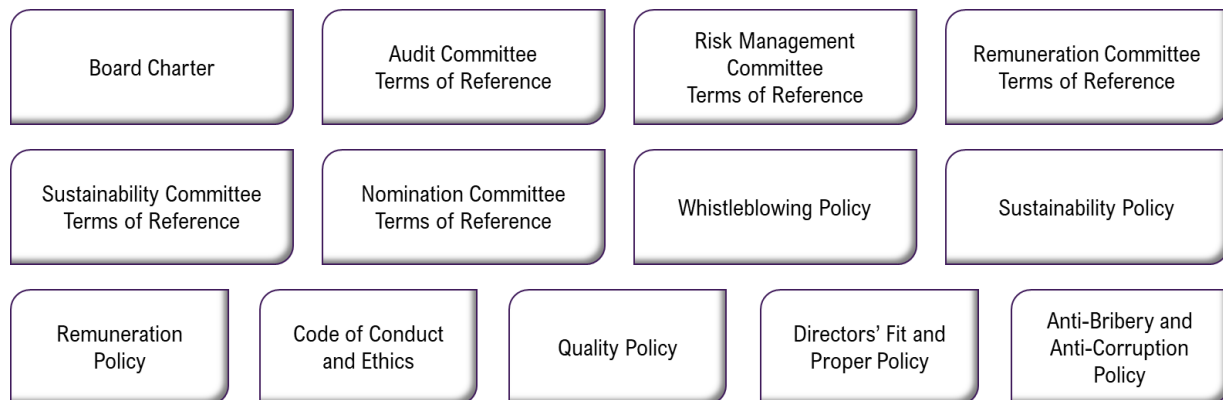 Board Charter
Audit Committee
Terms of Reference
Risk Management
Committee
Terms of Reference
Remuneration Committee
Terms of Reference
Sustainability Committee
Terms of Reference
Nomination Committee
Terms of Reference
Whistleblowing Policy
Sustainability Policy
Remuneration
Policy
Code of Conduct
and Ethics
Quality Policy
Directors’ Fit and
Proper Policy
Anti-Bribery and
Anti-Corruption
Policy